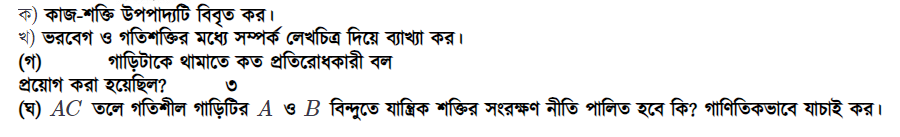 ক) কাজ-শক্তি উপপাদ্যটি বিবৃত কর।
খ) ভরবেগ ও গতিশক্তির মধ্যে সম্পর্ক লেখচিত্র দিয়ে ব্যাখ্যা কর।
(গ) গাড়িটাকে থামাতে কত প্রতিরোধকারী বল
প্রয়োগ করা হয়েছিল? ৩
(ঘ) AC তলে গতিশীল গাড়িটির A ও B বিন্দুতে যান্ত্রিক শক্তির সংরক্ষণ নীতি পালিত হবে কি? গাণিতিকভাবে যাচাই কর।